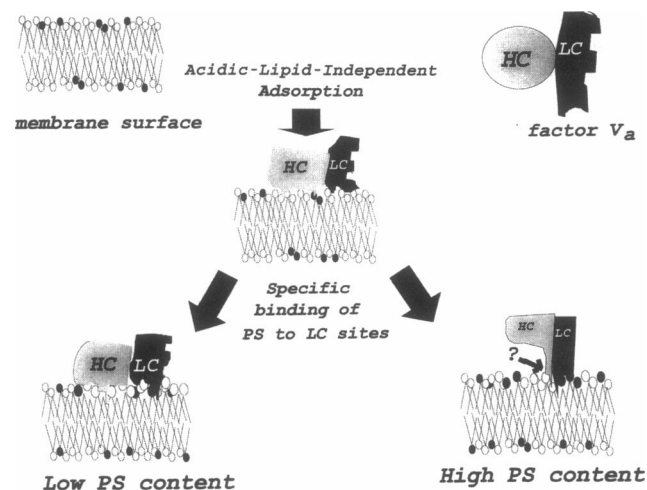 HC
LC
Acidic-Lipid-Independent
Adsorption
membrane surface
factor Va
HC
LC
Specific
binding of
PS to LC sites
HC
LC
?
HC
LC
Low PS content
High PS content